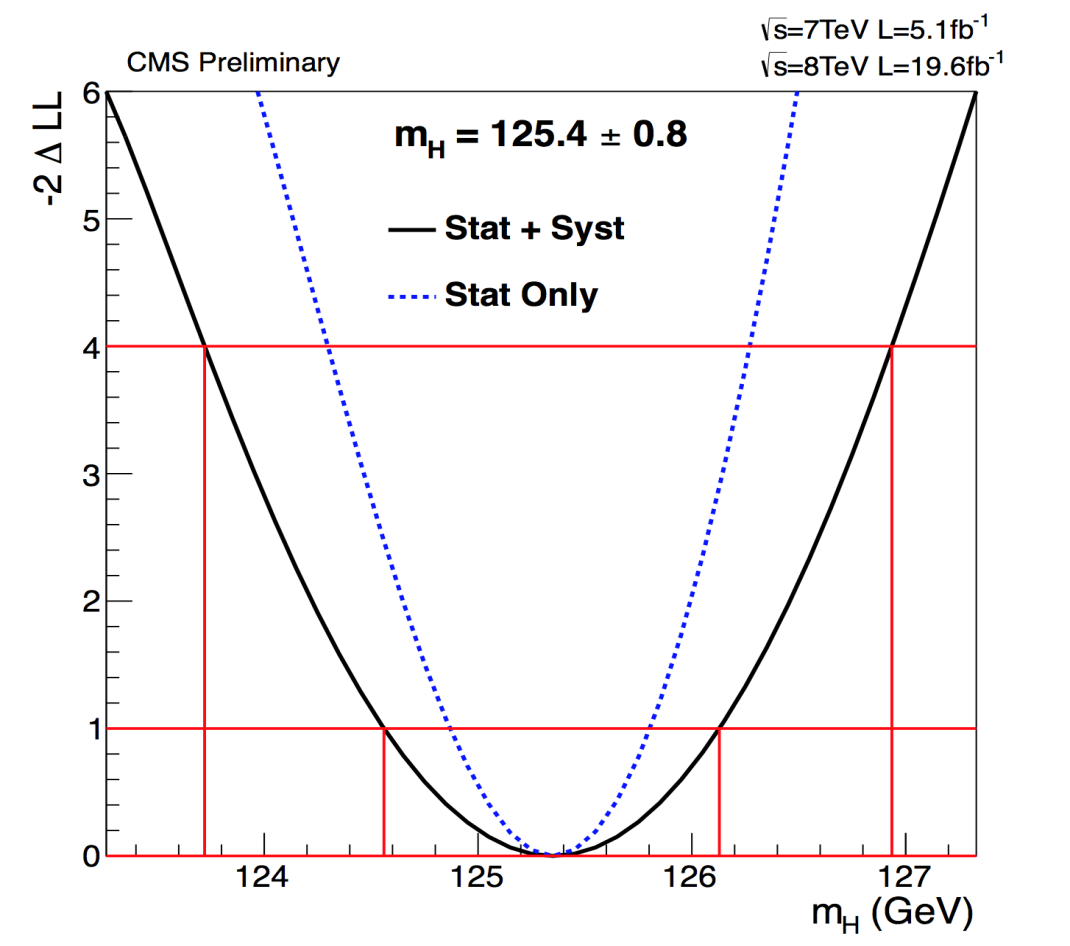 √s=7TeV L=5.1fb⁻¹
CMS Preliminary
√s=8TeV L=19.6fb⁻¹
-2 Δ LL
6
5
4
3
2
1
0
m_H = 125.4 ± 0.8
Stat + Syst
Stat Only
124 125 126 127
m_H (GeV)